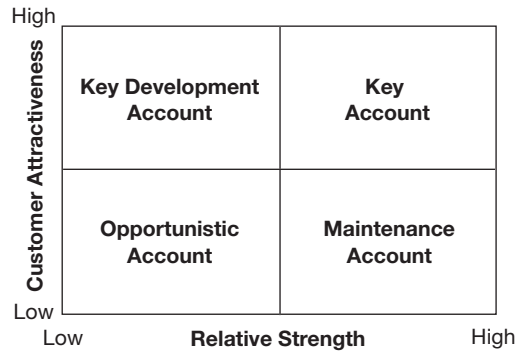 High
Customer Attractiveness
Key Development
Account
Key
Account
Opportunistic
Account
Maintenance
Account
Low
Low
Relative Strength
High